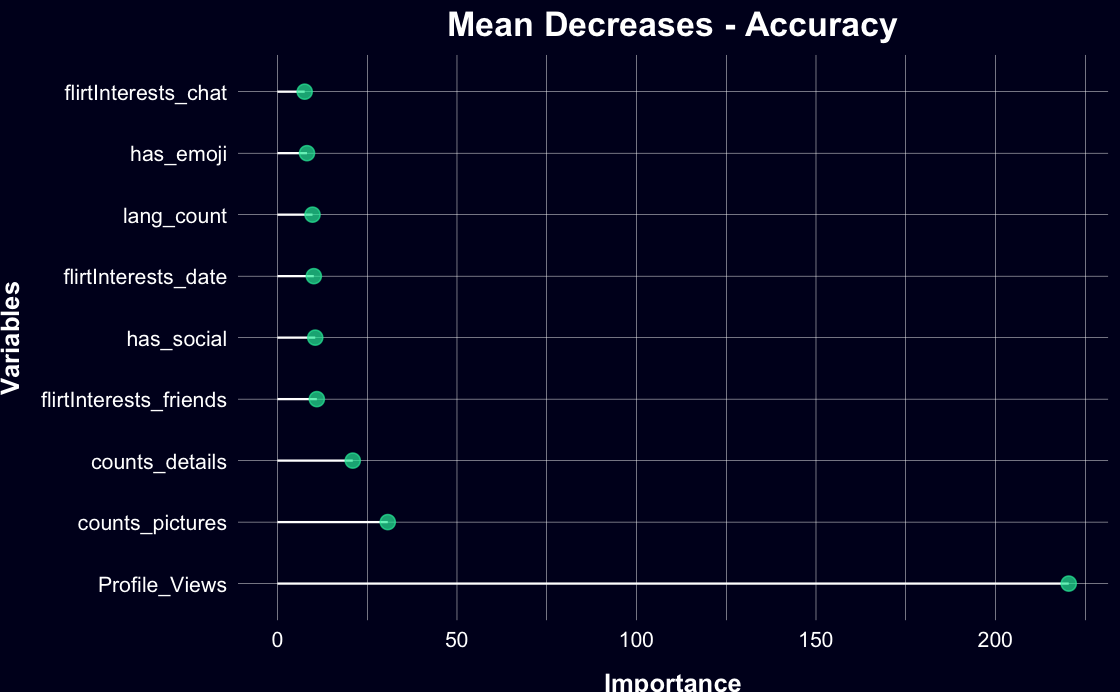 Mean Decreases - Accuracy
flirtInterests_chat
has_emoji
lang_count
flirtInterests_date
has_social
flirtInterests_friends
counts_details
counts_pictures
Profile_Views
Variables
0 50 100 150 200
Importance